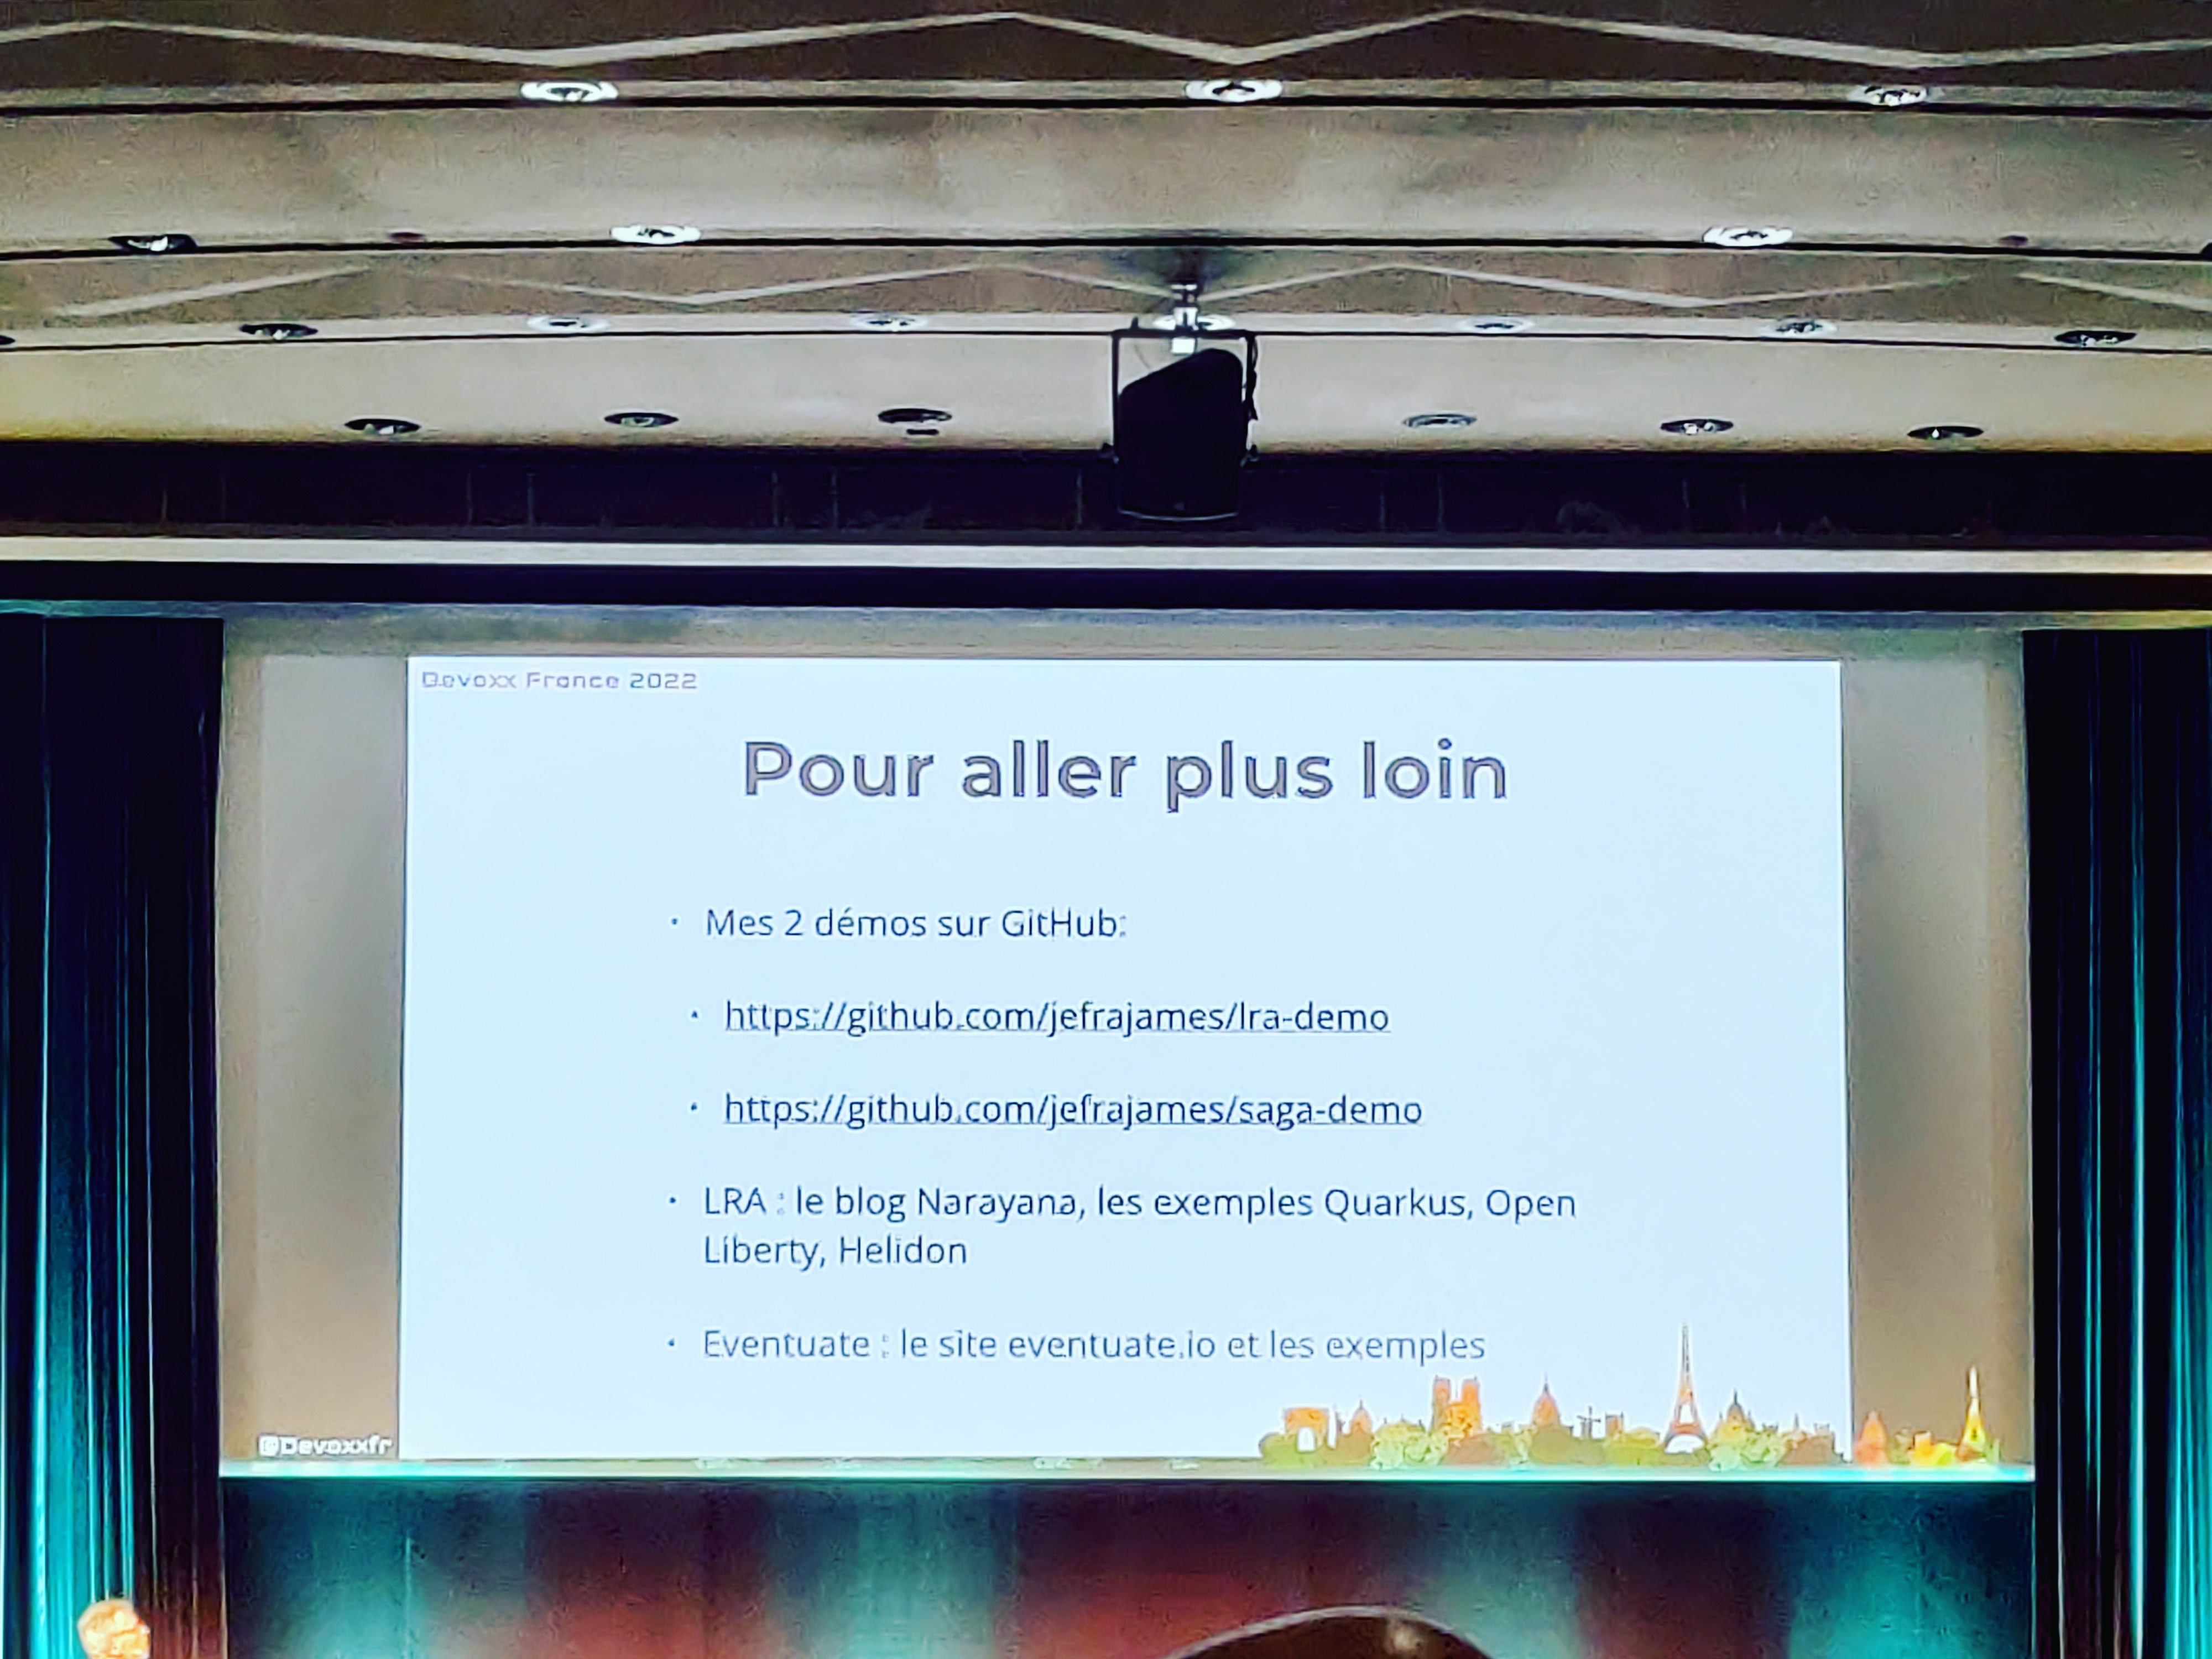 Devoxx France 2022
Pour aller plus loin
• Mes 2 démos sur GitHub:
• https://github.com/jefrajames/lra-demo
• https://github.com/jefrajames/saga-demo
• LRA : le blog Narayana, les exemples Quarkus, Open
Liberty, Helidon
• Eventuate : le site eventuate.io et les exemples
@Devoxxfr